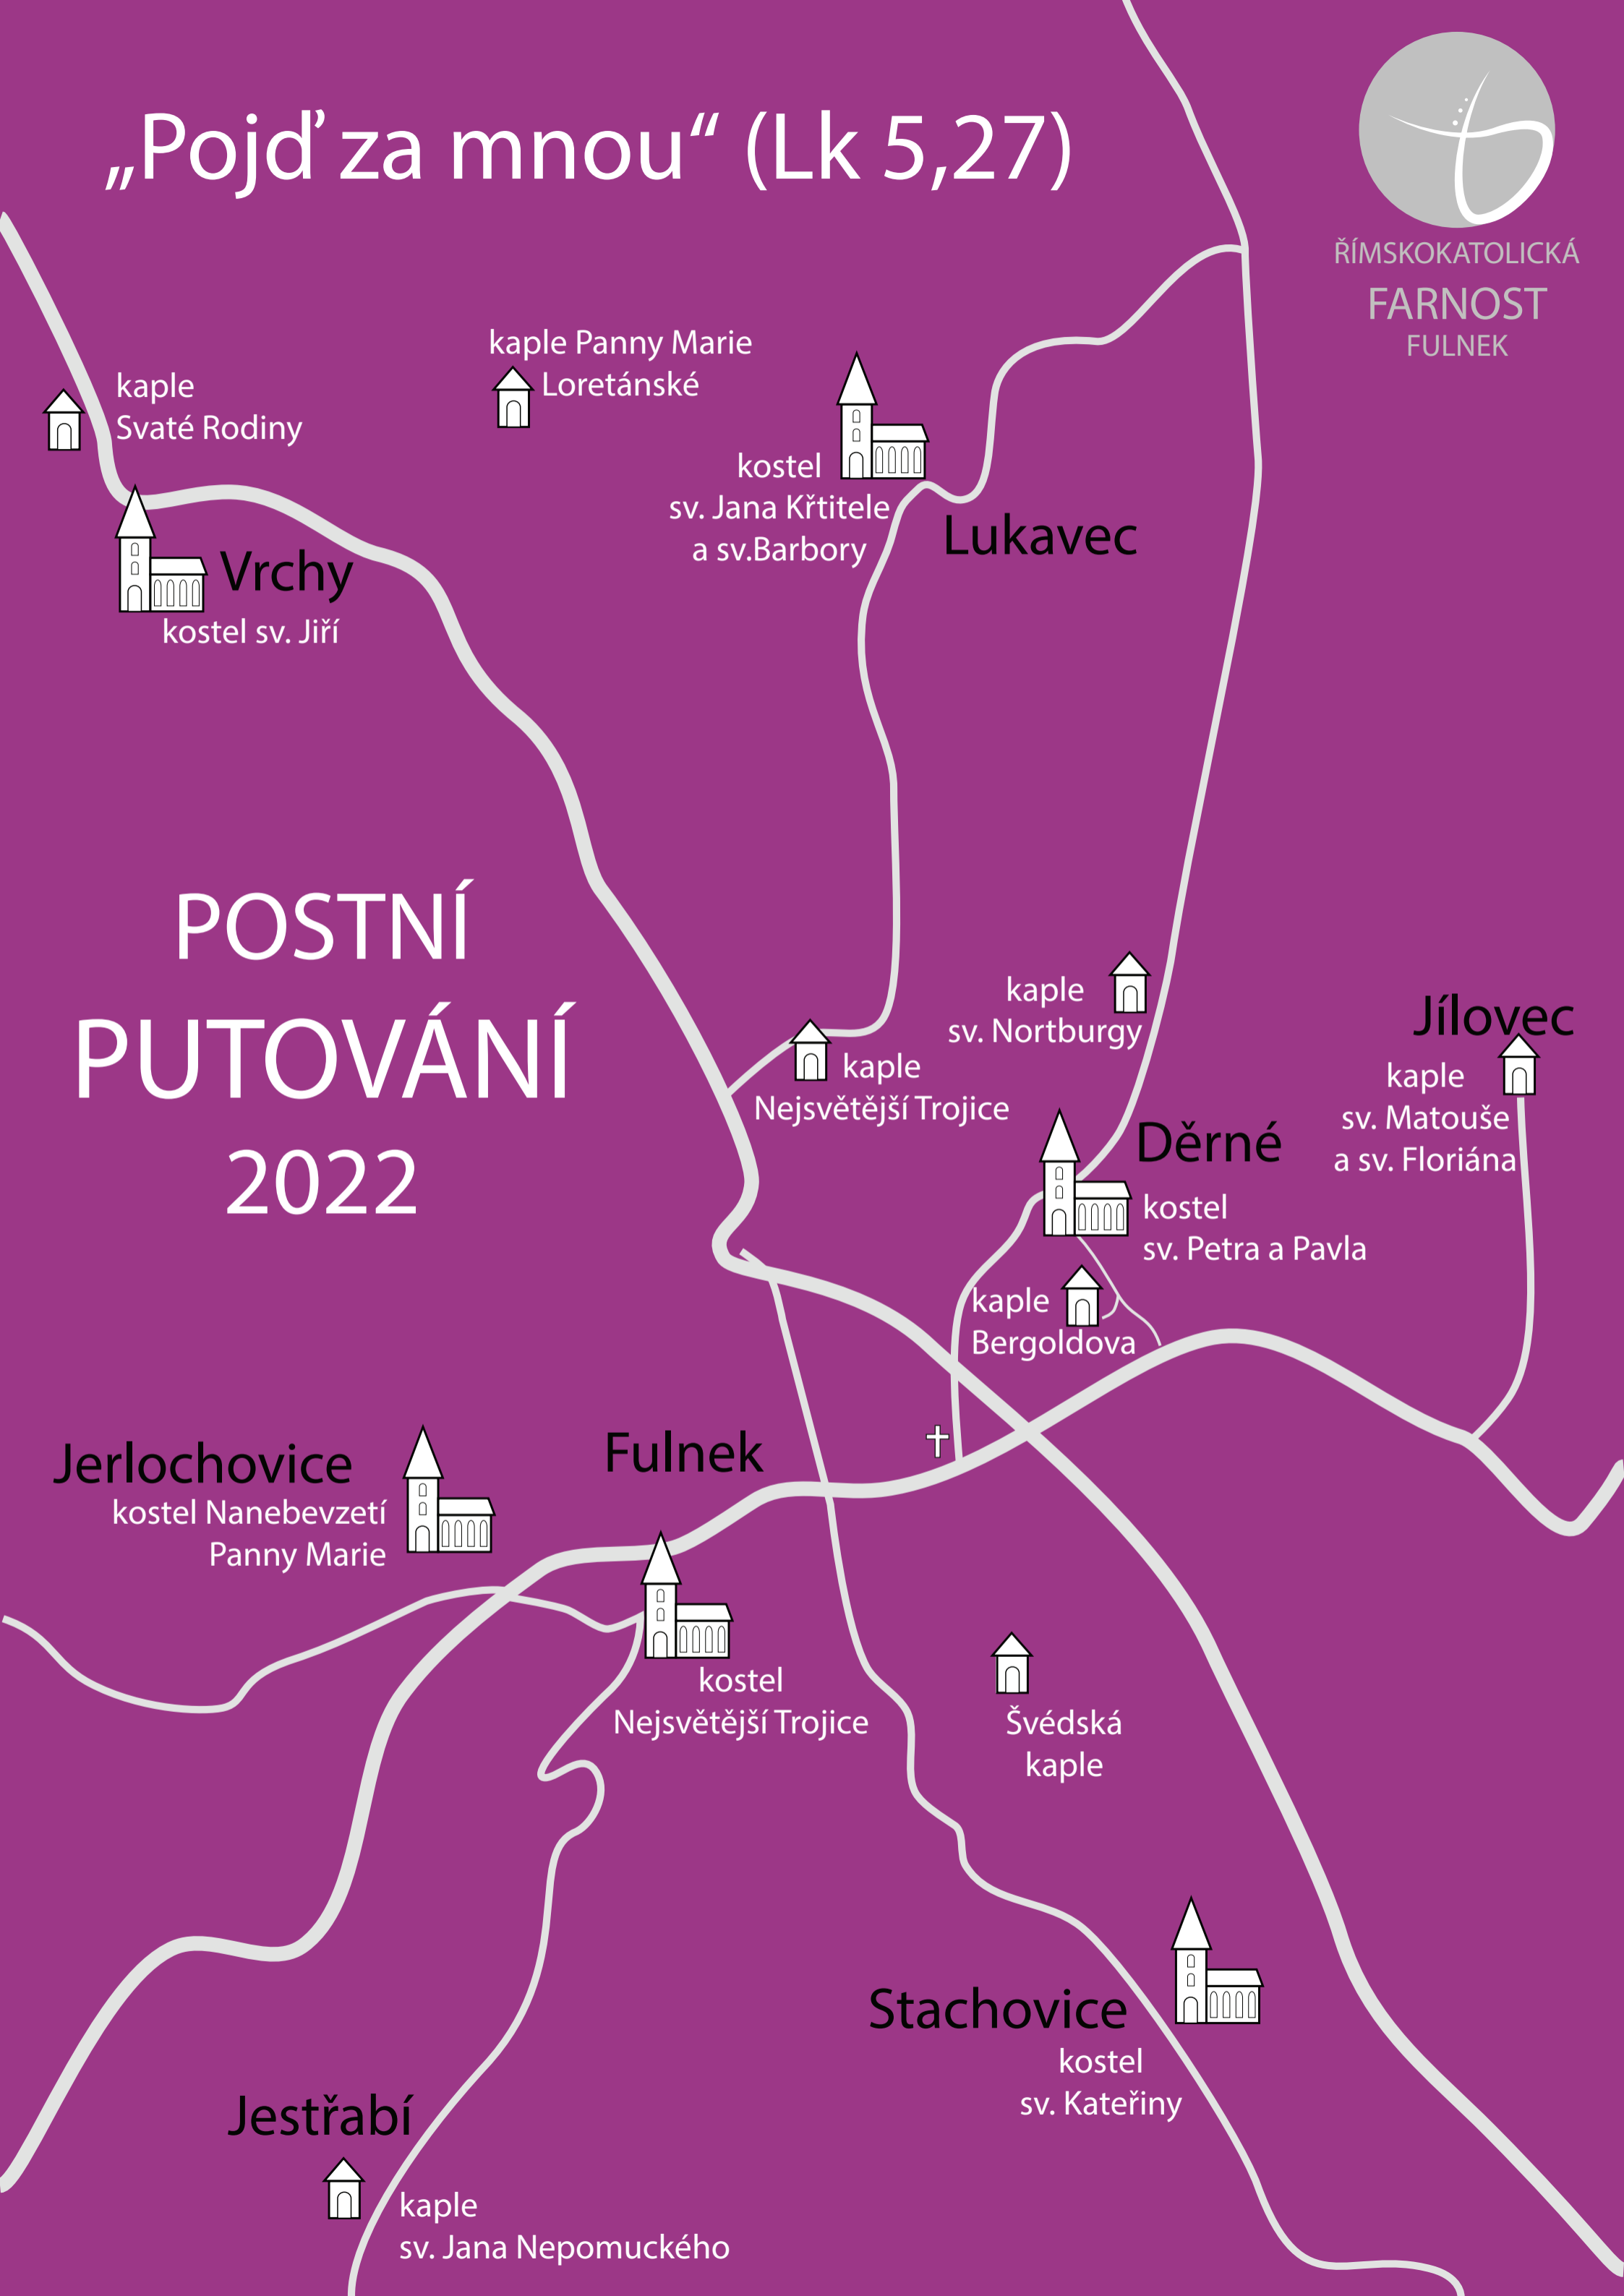 „Pojď za mnou“ (Lk 5,27)
ŘÍMSKOKATOLICKÁ
FARNOST
FULNEK
kaple Panny Marie
Loretánské
kaple
Svaté Rodiny
kostel
sv. Jana Křtitele
a sv.Barbory
Lukavec
Vrchy
kostel sv. Jiří
POSTNÍ
PUTOVÁNÍ
2022
kaple
sv. Nortburgy
Jílovec
kaple
sv. Matouše
a sv. Floriána
kaple
Nejsvětější Trojice
Děrné
kostel
sv. Petra a Pavla
kaple
Bergoldova
Fulnek
Jerlochovice
kostel Nanebevzetí
Panny Marie
kostel
Nejsvětější Trojice
Švédská
kaple
Stachovice
kostel
sv. Kateřiny
Jestřabí
kaple
sv. Jana Nepomuckého